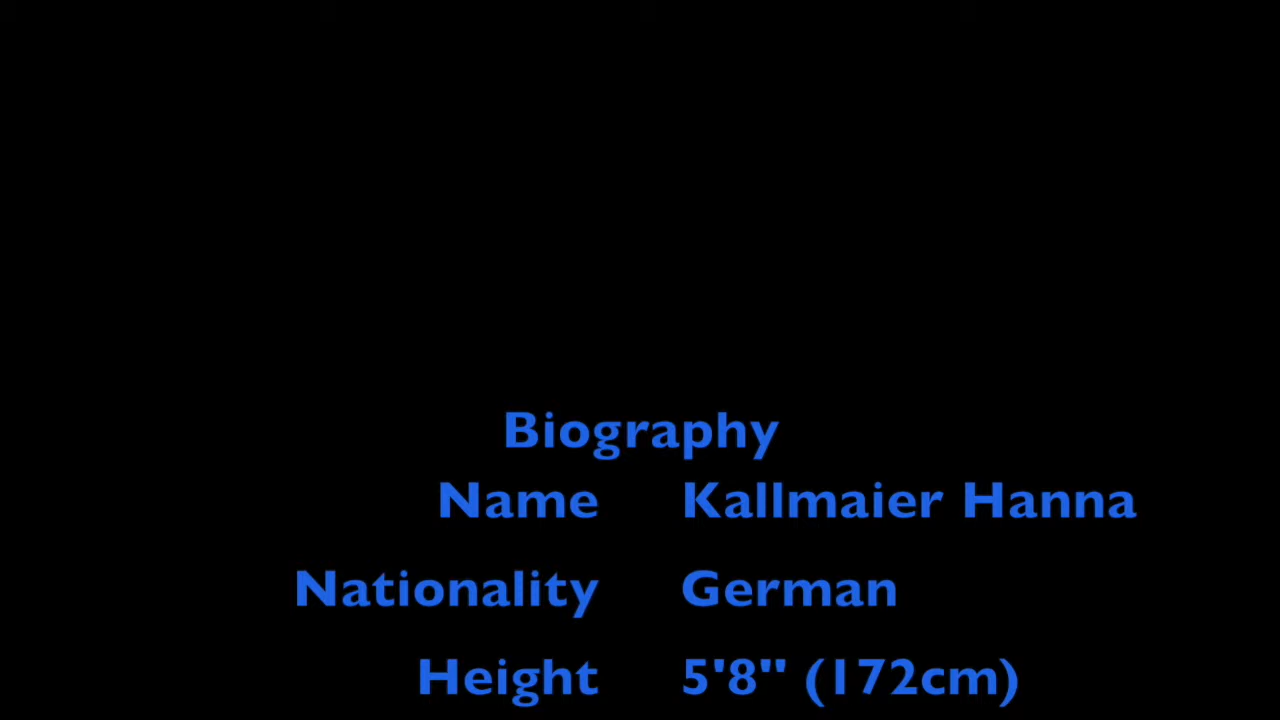 Biography
Name Kallmaier Hanna
Nationality German
Height 5'8" (172cm)